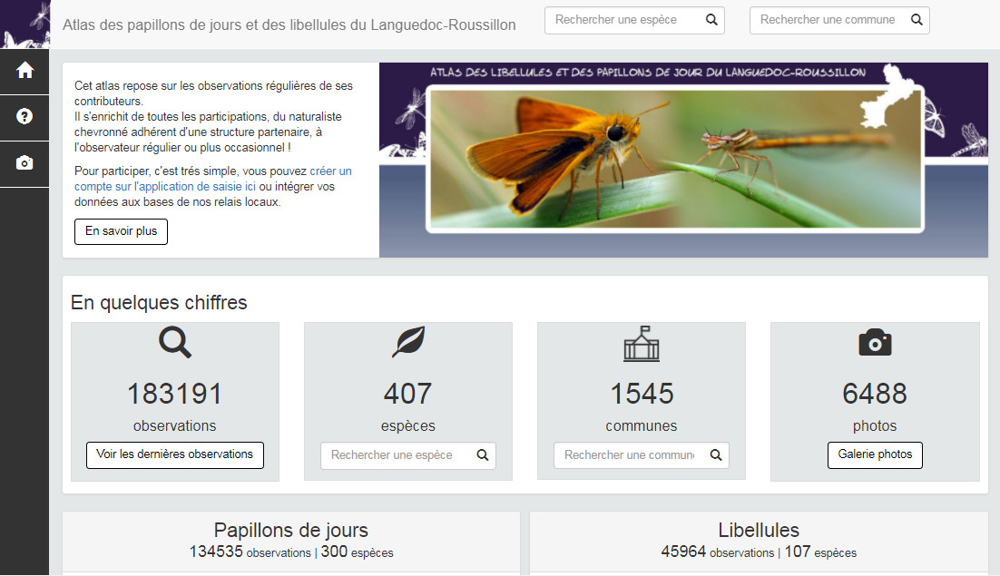 Atlas des papillons de jours et des libellules du Languedoc-Roussillon
Rechercher une espèce
Rechercher une commune
Cet atlas repose sur les observations régulières de ses
contributeurs.
Il s'enrichit de toutes les participations, du naturaliste
chevronné adhérent d'une structure partenaire, à
l'observateur régulier ou plus occasionnel !
Pour participer, c'est trés simple, vous pouvez créer un
compte sur l'application de saisie ici ou intégrer vos
données aux bases de nos relais locaux.
En savoir plus
ATLAS DES LIBELLULES ET DES PAPILLONS DE JOUR DU LANGUEDOC-ROUSSILLON
En quelques chiffres
183191
observations
Voir les dernières observations
407
espèces
Rechercher une espèce
1545
communes
Rechercher une commun
6488
photos
Galerie photos
Papillons de jours
134535 observations | 300 espèces
Libellules
45964 observations | 107 espèces